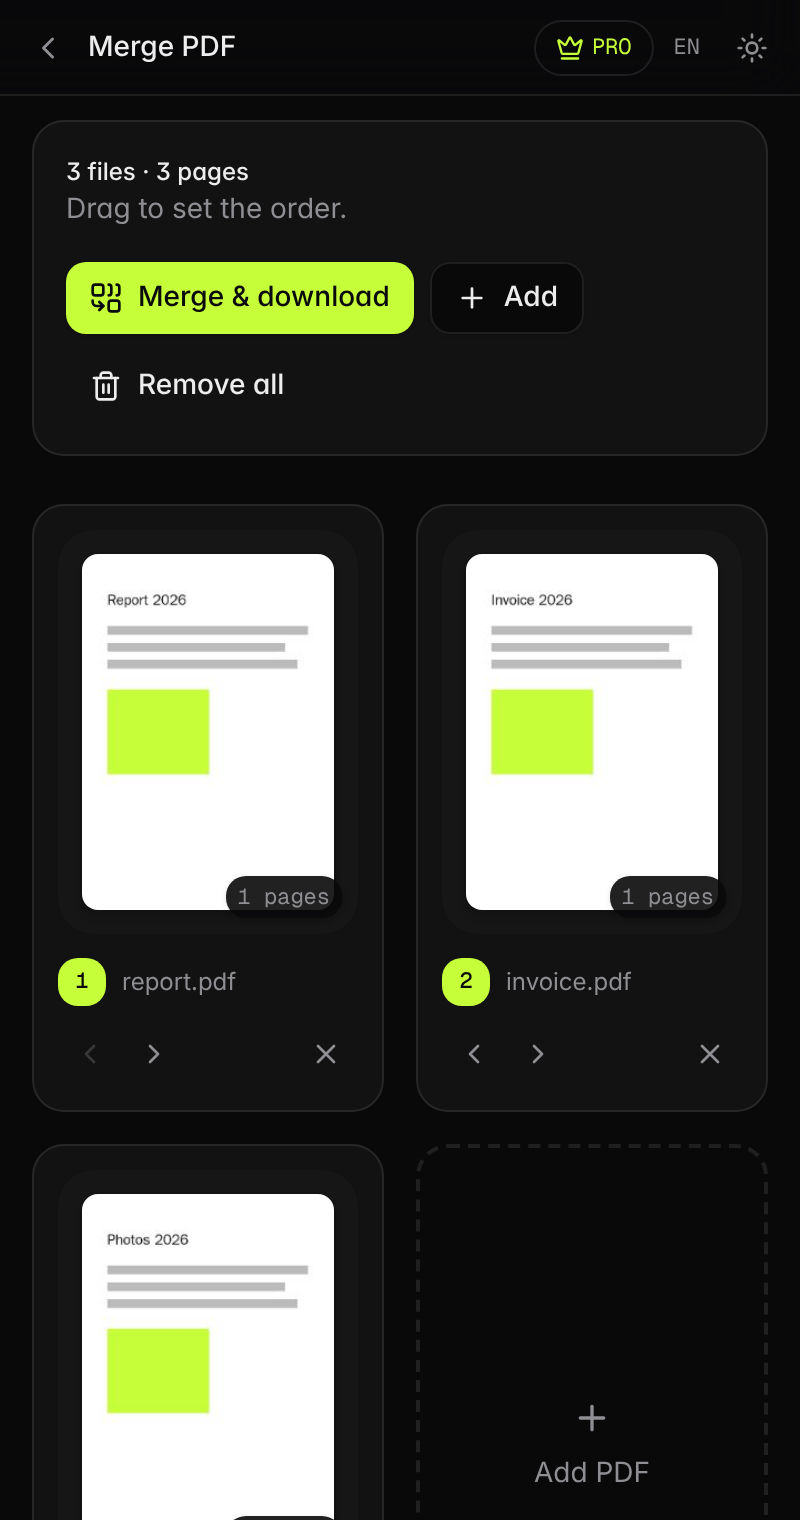 Merge PDF
PRO
EN
3 files · 3 pages
Drag to set the order.
Merge & download
Add
Remove all
Report 2026
1 pages
1
report.pdf
Invoice 2026
1 pages
2
invoice.pdf
Photos 2026
Add PDF